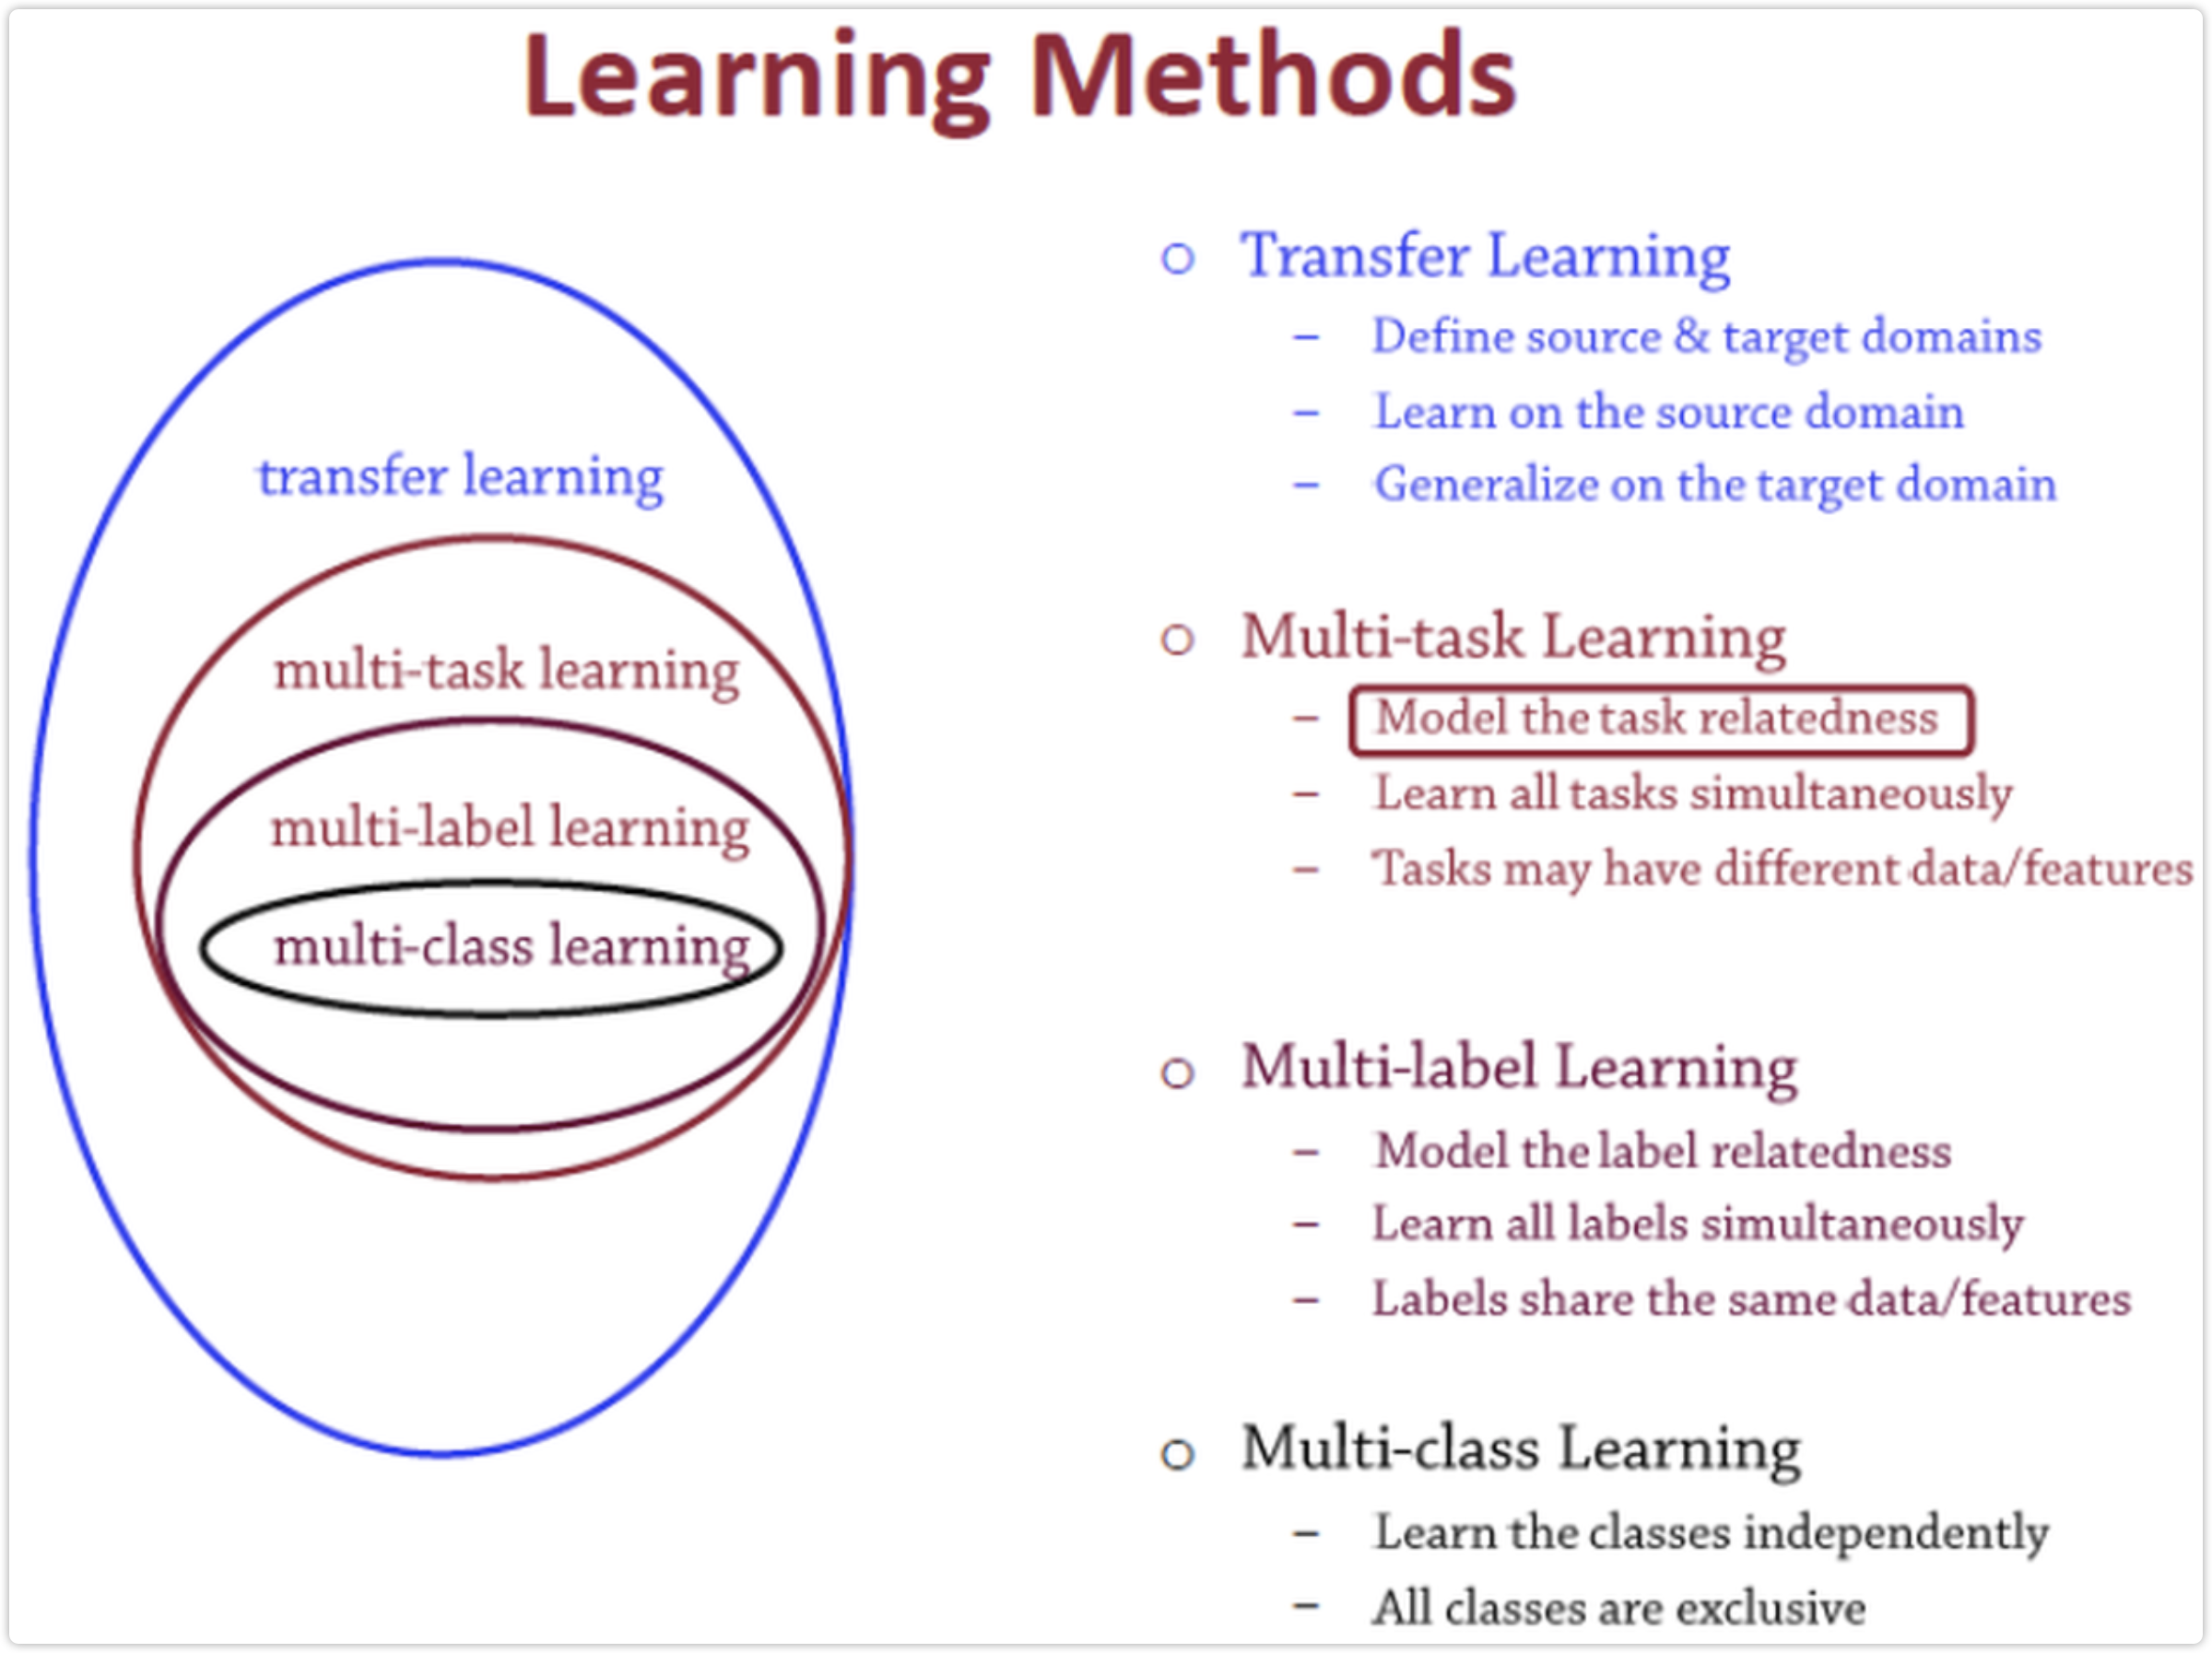 Learning Methods
transfer learning
multi-task learning
multi-label learning
multi-class learning
○ Transfer Learning
– Define source & target domains
– Learn on the source domain
– Generalize on the target domain
○ Multi-task Learning
– Model the task relatedness
– Learn all tasks simultaneously
– Tasks may have different data/features
○ Multi-label Learning
– Model the label relatedness
– Learn all labels simultaneously
– Labels share the same data/features
○ Multi-class Learning
– Learn the classes independently
– All classes are exclusive